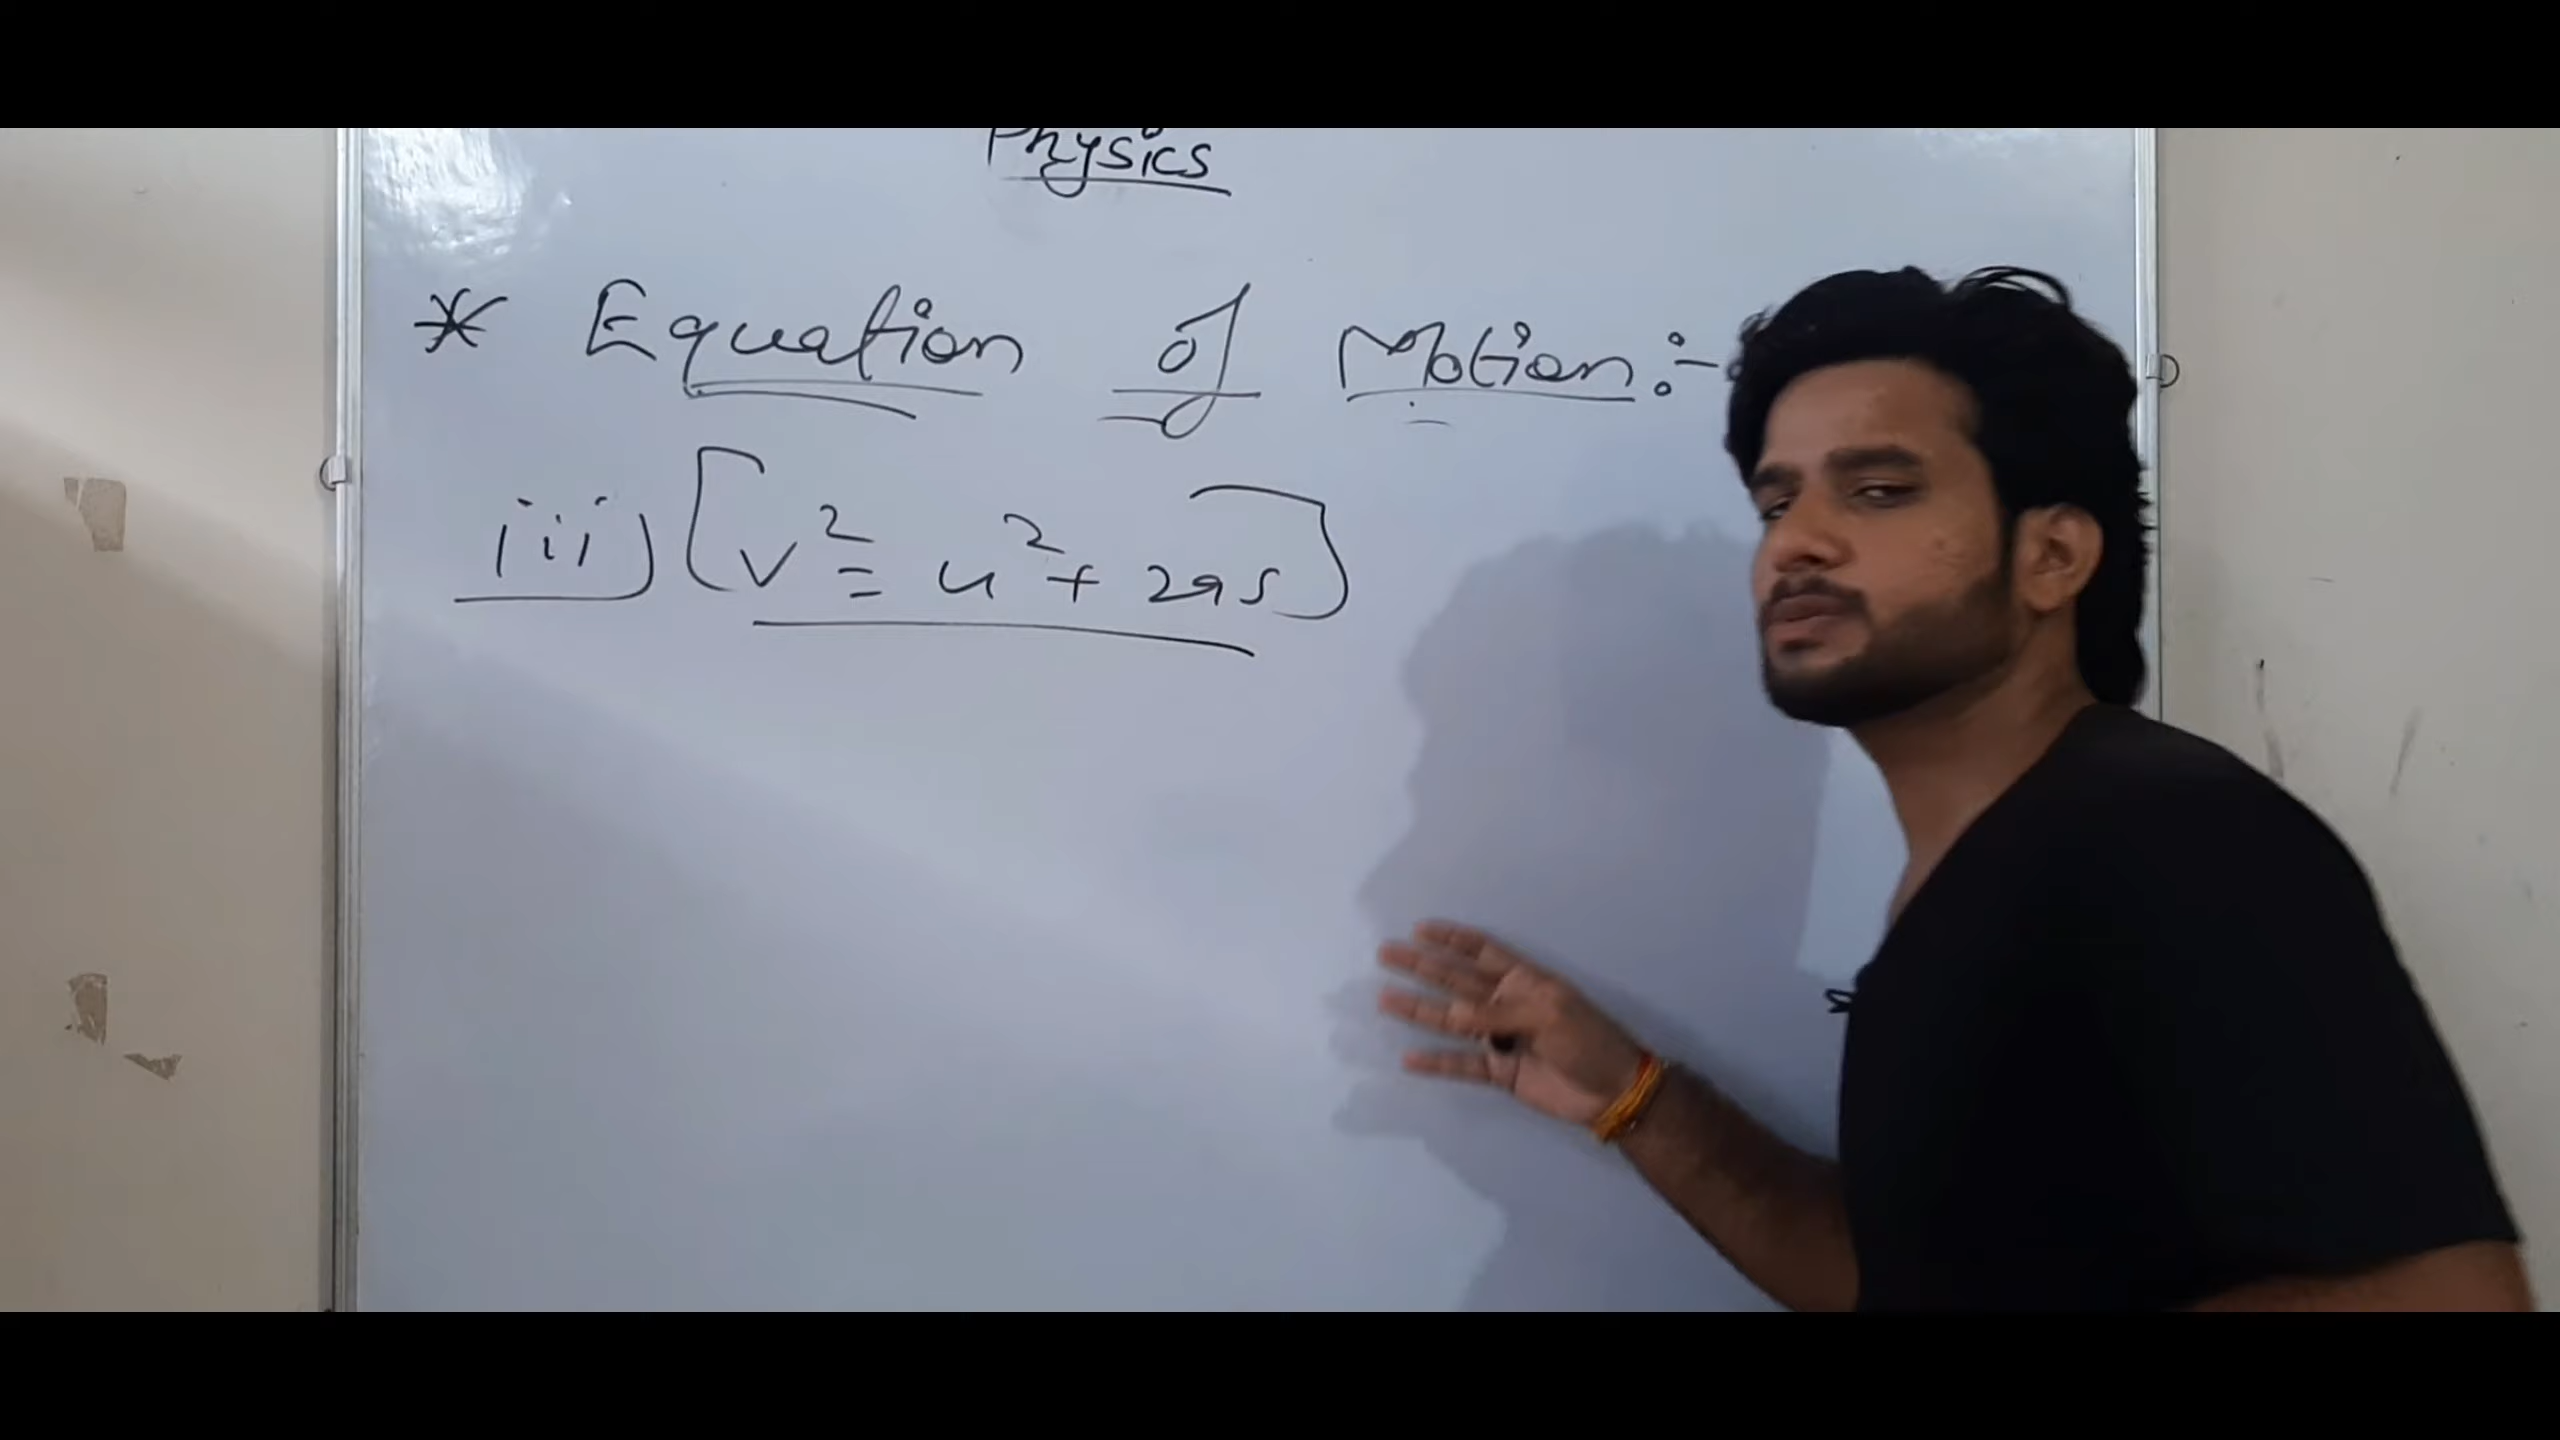 Physics
* Equation of Motion :-
iii) [v² = u² + 2as]